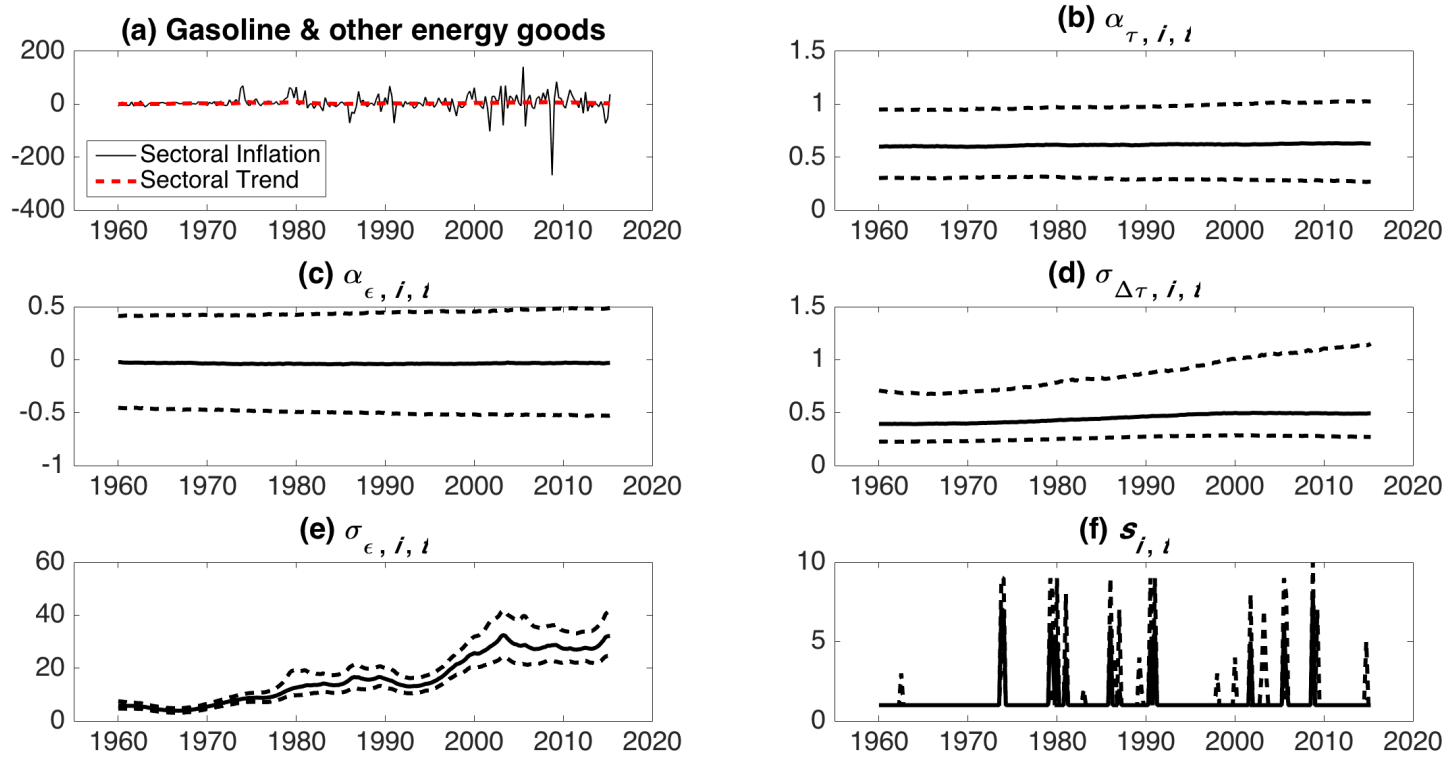 (a) Gasoline & other energy goods
200
0
-200
-400
Sectoral Inflation
Sectoral Trend
1960 1970 1980 1990 2000 2010 2020
(b) α τ, i, t
1.5
1
0.5
0
1960 1970 1980 1990 2000 2010 2020
(c) α ϵ, i, t
0.5
0
-0.5
-1
1960 1970 1980 1990 2000 2010 2020
(d) σ Δτ, i, t
1.5
1
0.5
0
1960 1970 1980 1990 2000 2010 2020
(e) σ ϵ, i, t
60
40
20
0
1960 1970 1980 1990 2000 2010 2020
(f) s i, t
10
5
0
1960 1970 1980 1990 2000 2010 2020